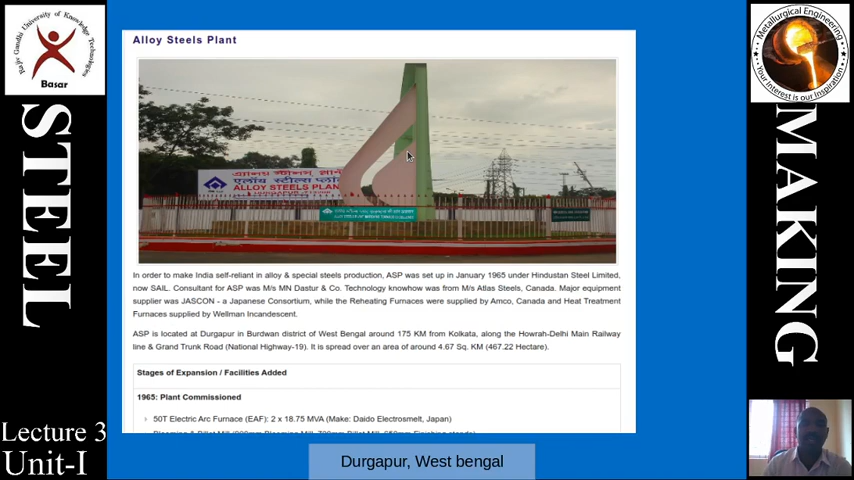 Rajiv Gandhi University of Knowledge Technologies
Basar
STEEL
Lecture 3
Unit-I
Alloy Steels Plant
एलॉय स्टील्स
ALLOY STEELS PLAN
In order to make India self-reliant in alloy & special steels production, ASP was set up in January 1965 under Hindustan Steel Limited,
now SAIL. Consultant for ASP was M/s MN Dastur & Co. Technology knowhow was from M/s Atlas Steels, Canada. Major equipment
supplier was JASCON - a Japanese Consortium, while the Reheating Furnaces were supplied by Amco, Canada and Heat Treatment
Furnaces supplied by Wellman Incandescent.
ASP is located at Durgapur in Burdwan district of West Bengal around 175 KM from Kolkata, along the Howrah-Delhi Main Railway
line & Grand Trunk Road (National Highway-19). It is spread over an area of around 4.67 Sq. KM (467.22 Hectare).
Stages of Expansion / Facilities Added
1965: Plant Commissioned
50T Electric Arc Furnace (EAF): 2 x 18.75 MVA (Make: Daido Electrosmelt, Japan)
Durgapur, West bengal
Metallurgical Engineering
Your Interest is our Inspiration
MAKING